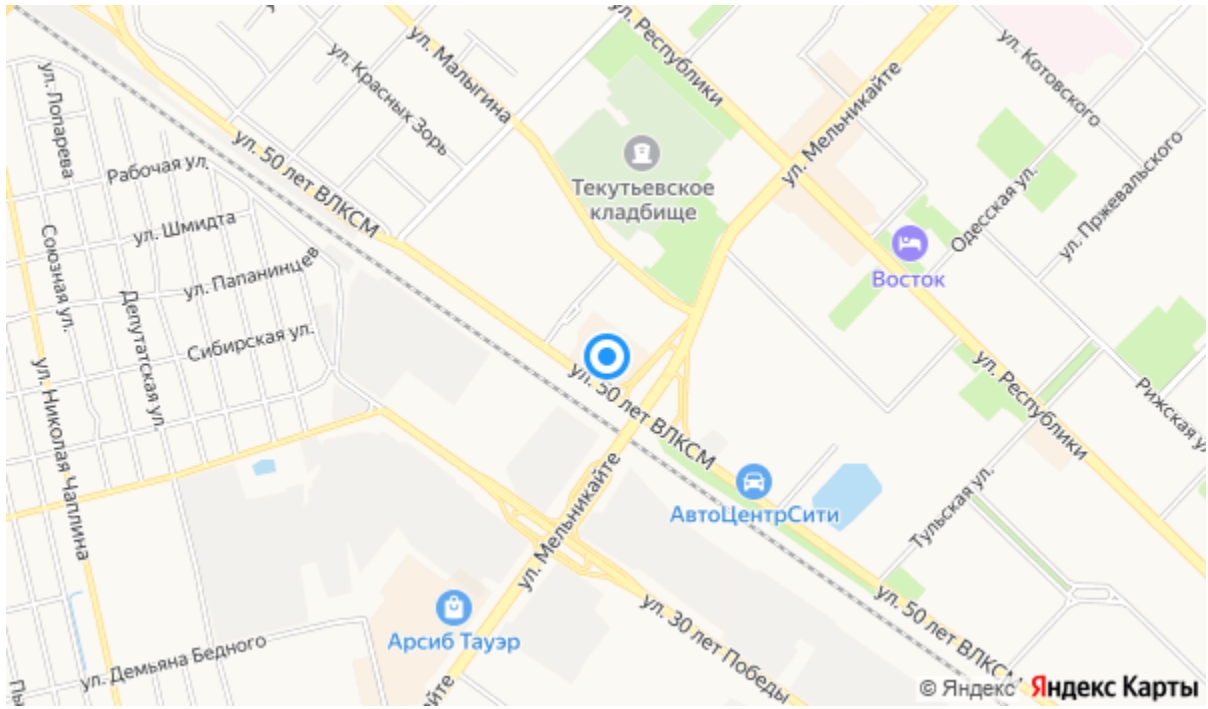 ул. Республики
ул. Котовского
ул. Малыгина
ул. Красных Зорь
ул. Мельникайте
ул. Лопарева
Рабочая ул.
ул. 50 лет ВЛКСМ
Текутьевское
кладбище
ул. Пржевальского
Одесская ул.
ул. Шмидта
Союзная ул.
ул. Папанинцев
Восток
Депутатская ул.
Сибирская ул.
ул. Николая Чаплина
ул. 50 лет ВЛКСМ
ул. Республики
Рижская ул
АвтоЦентрСити
Тульская ул.
ул. Мельникайте
ул. 50 лет ВЛКСМ
Арсиб Тауэр
ул. 30 лет Победы
ул. Демьяна Бедного
Пы
йте
© Яндекс Яндекс Карты